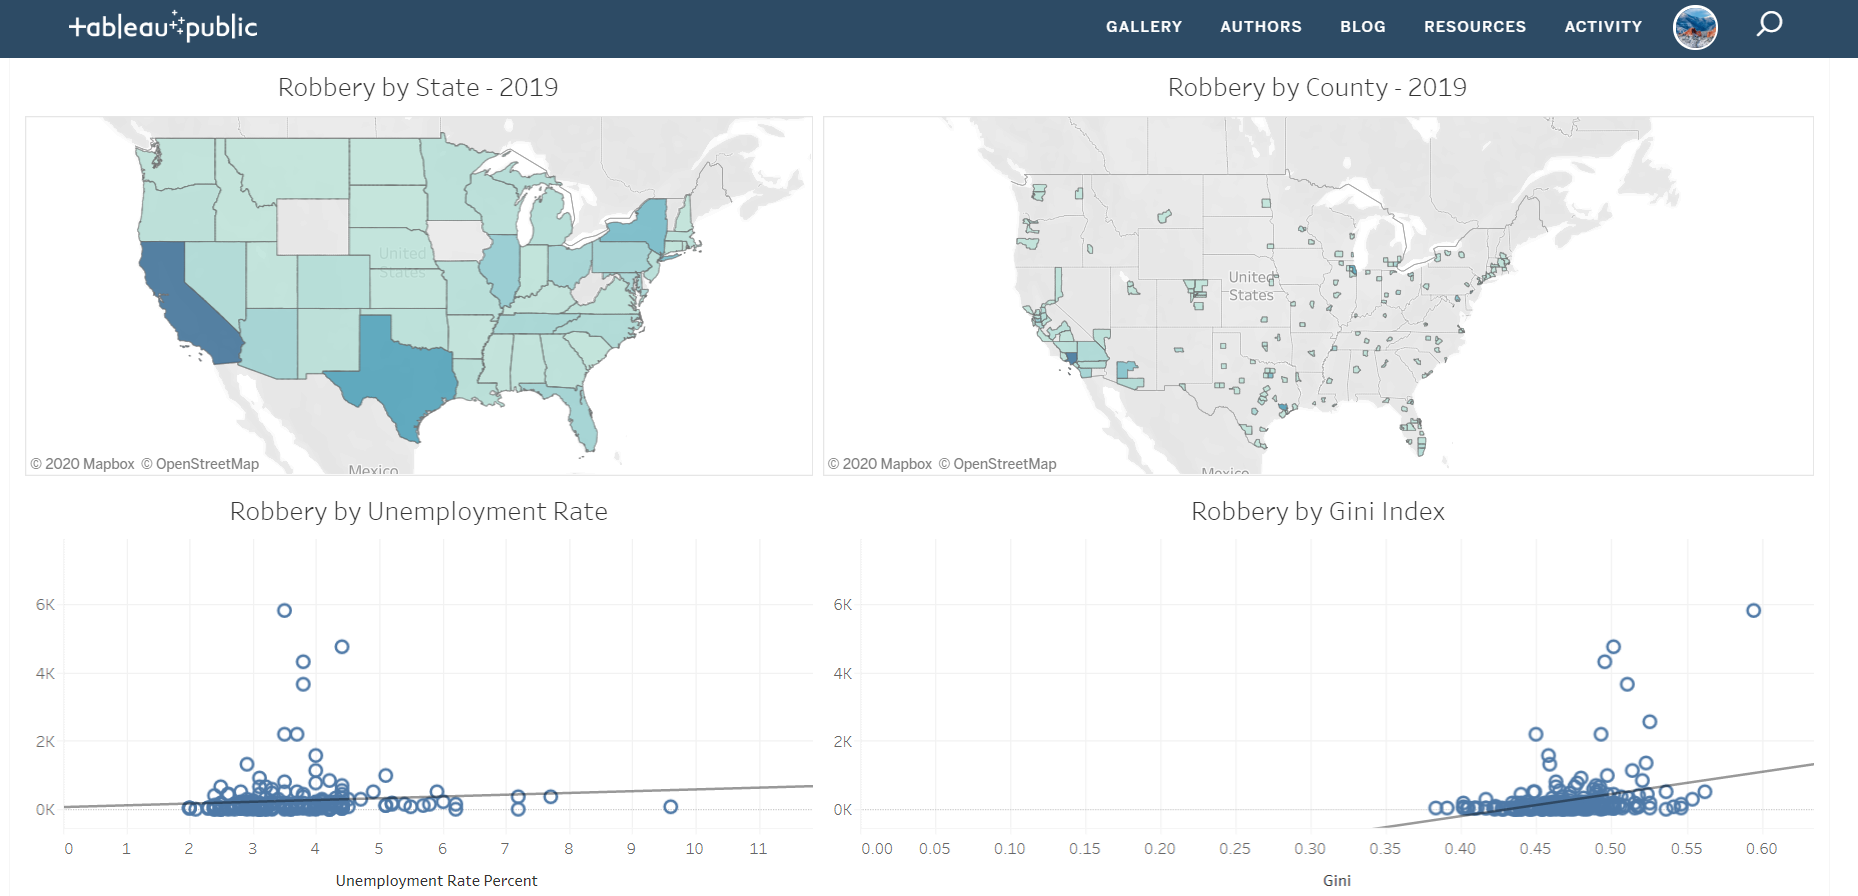 tableau public
GALLERY AUTHORS BLOG RESOURCES ACTIVITY
Robbery by State - 2019
United
States
© 2020 Mapbox © OpenStreetMap
Mexico
Robbery by County - 2019
United
States
© 2020 Mapbox © OpenStreetMap
Mexico
Robbery by Unemployment Rate
6K
4K
2K
0K
0 1 2 3 4 5 6 7 8 9 10 11
Unemployment Rate Percent
Robbery by Gini Index
6K
4K
2K
0K
0.00 0.05 0.10 0.15 0.20 0.25 0.30 0.35 0.40 0.45 0.50 0.55 0.60
Gini